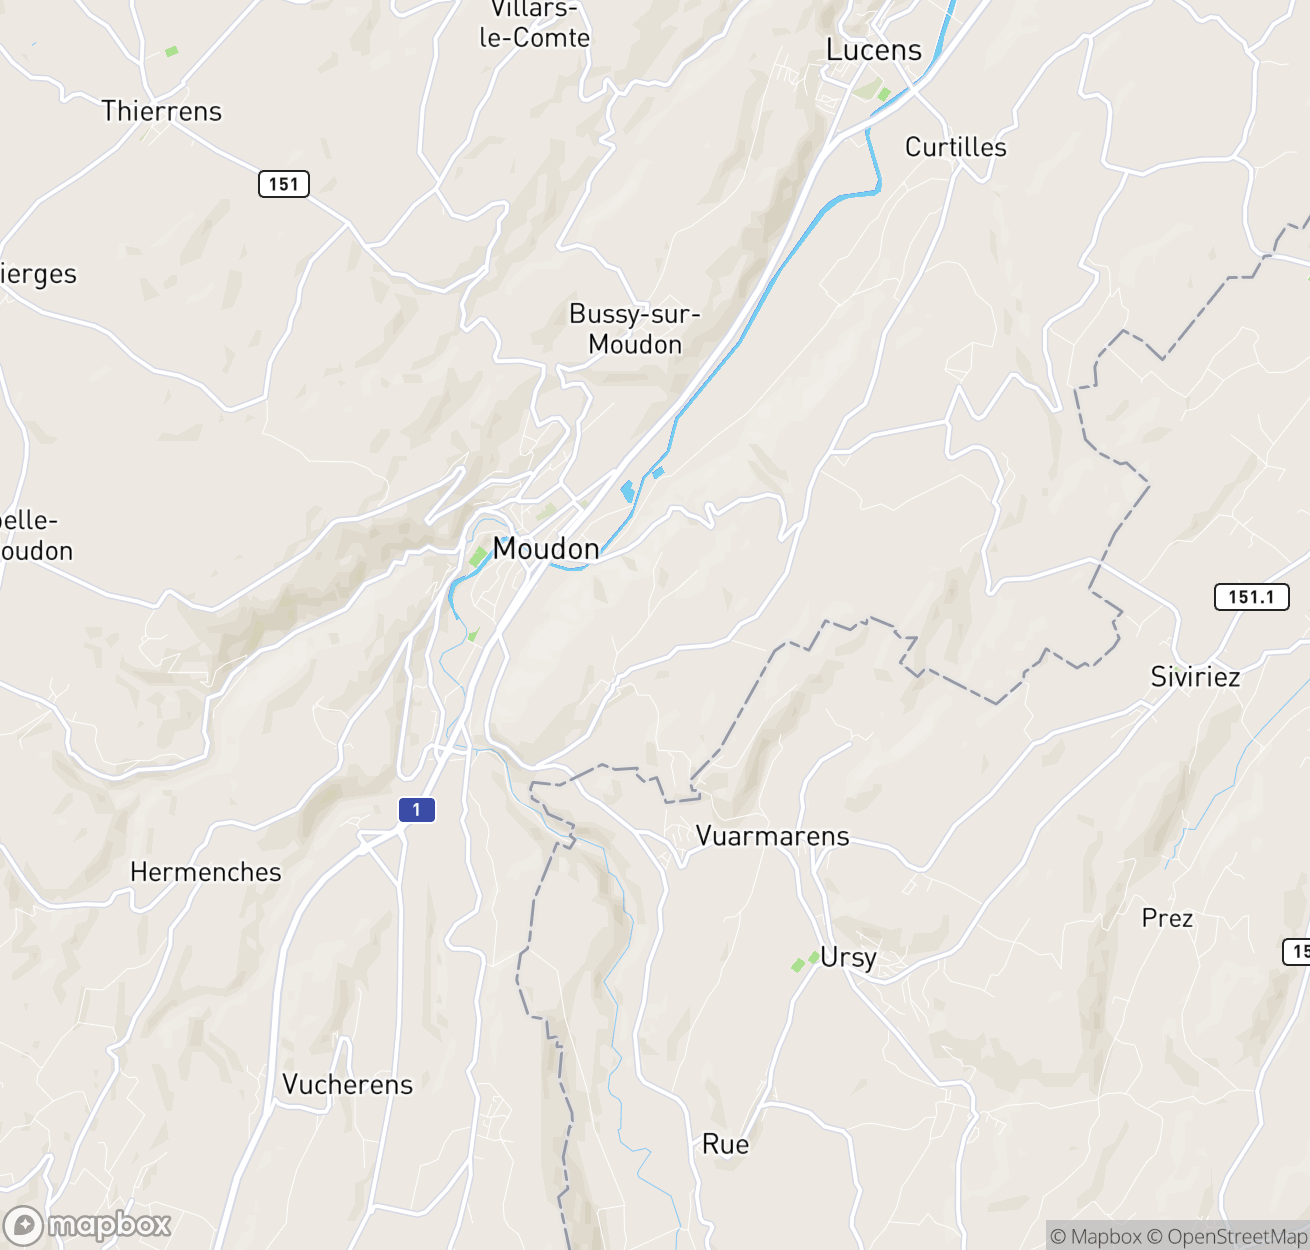 Villars-
le-Comte
Lucens
Thierrens
Curtilles
151
ierges
Bussy-sur-
Moudon
elle-
oudon
Moudon
151.1
Siviriez
1
Vuarmarens
Hermenches
Prez
15
Ursy
Vucherens
Rue
mapbox
© Mapbox © OpenStreetMap